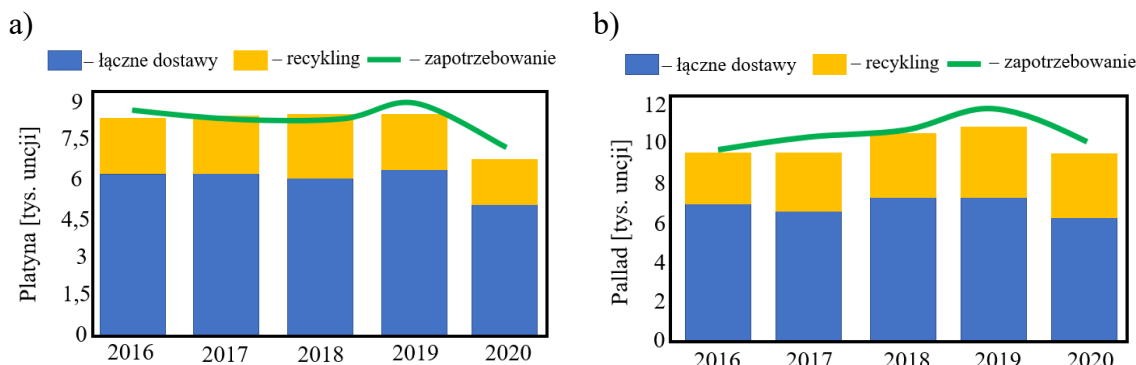 a)
– łączne dostawy – recykling – zapotrzebowanie
Platyna [tys. uncji]
9
7,5
6
4,5
3
1,5
0
2016 2017 2018 2019 2020
b)
– łączne dostawy – recykling – zapotrzebowanie
Pallad [tys. uncji]
12
10
8
6
4
2
0
2016 2017 2018 2019 2020